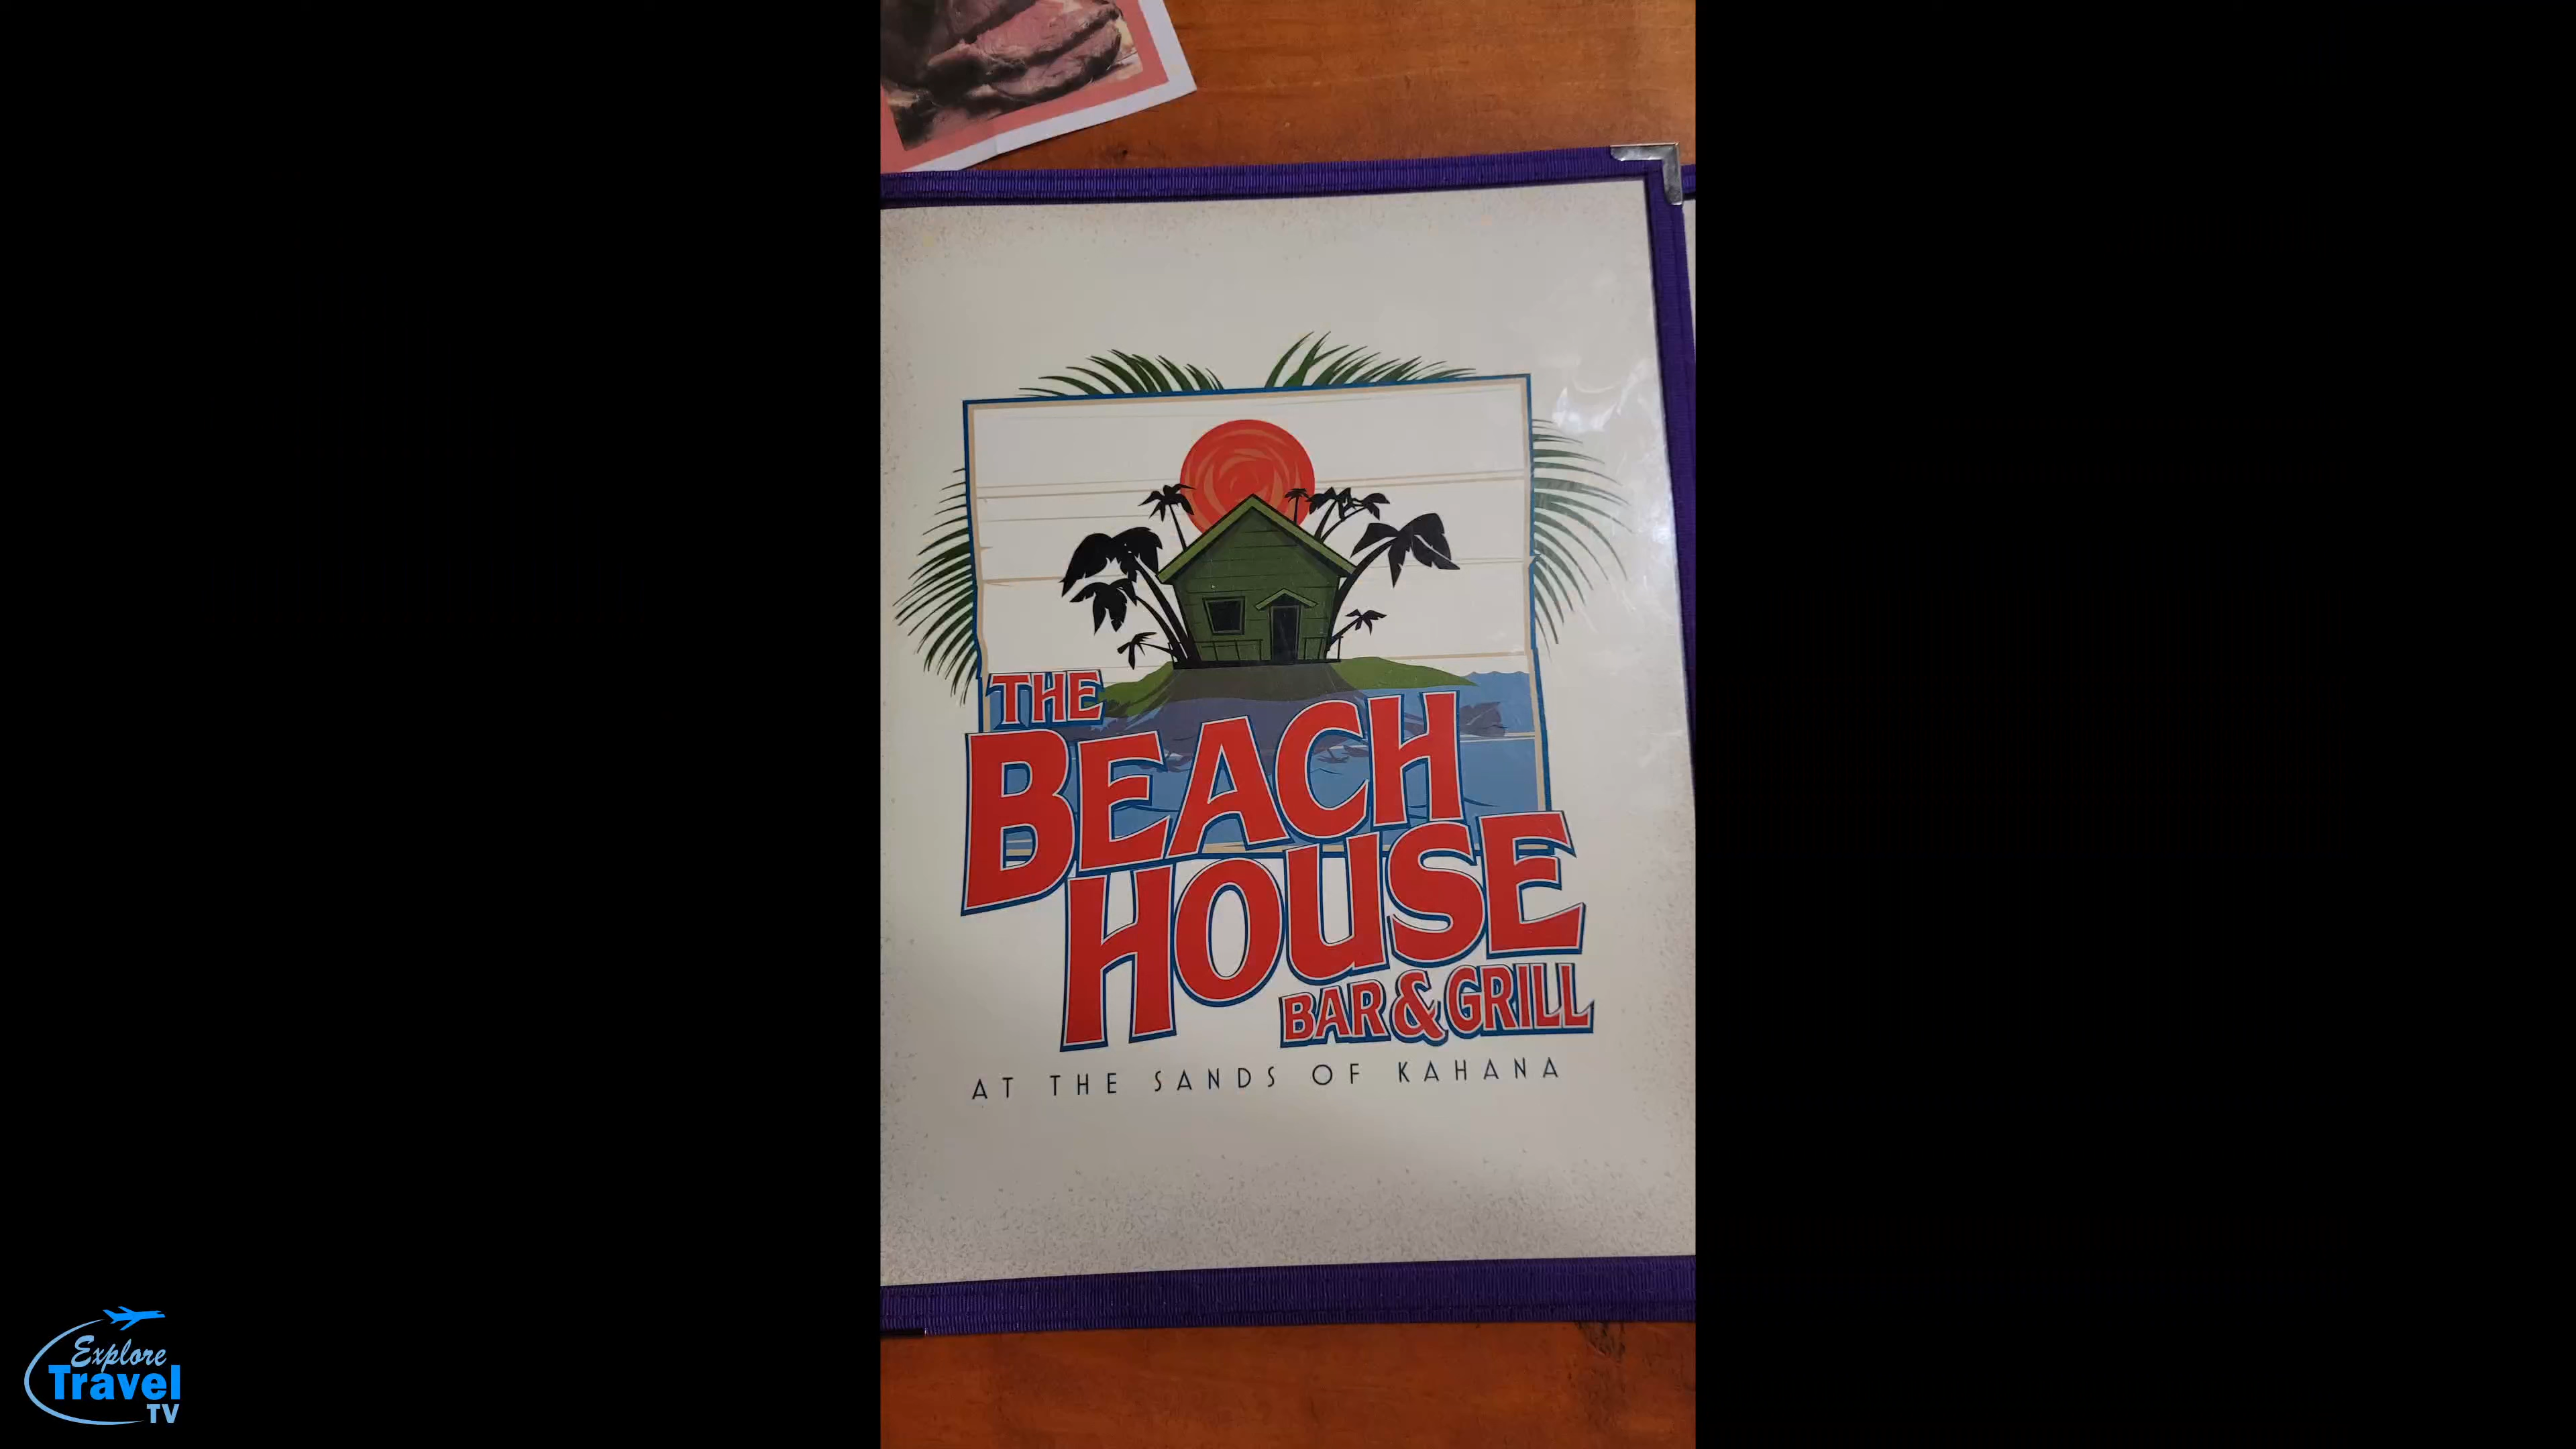 THE
BEACH
HOUSE
BAR & GRILL
AT THE SANDS OF KAHANA
Explore
Travel
TV